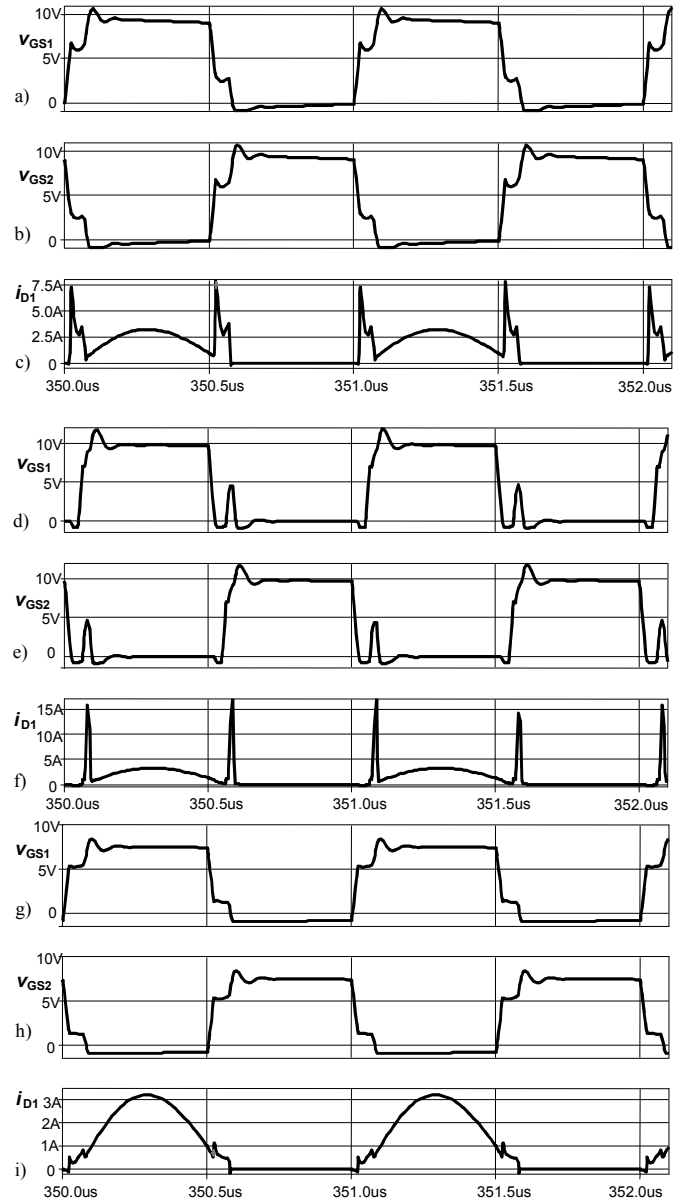 10V
vGS1
5V
a)
0
10V
vGS2
5V
b)
0
iD1
7.5A
5.0A
2.5A
c)
0
350.0us 350.5us 351.0us 351.5us 352.0us
10V
vGS1
5V
d)
0
10V
vGS2
5V
e)
0
iD1
15A
10A
5A
f)
0
350.0us 350.5us 351.0us 351.5us 352.0us
10V
vGS1
5V
g)
0
10V
vGS2
5V
h)
0
iD1 3A
2A
1A
i)
0
350.0us 350.5us 351.0us 351.5us 352.0us